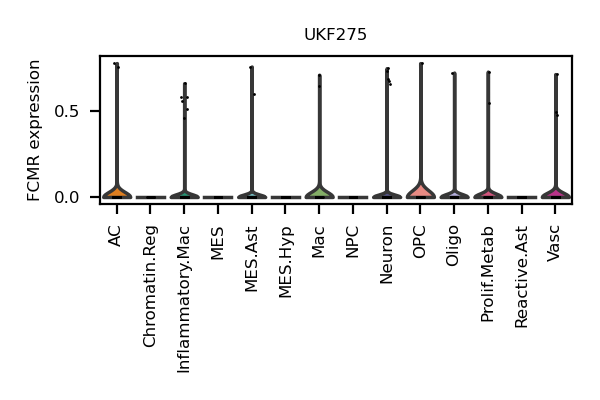 UKF275
FCMR expression
0.5
0.0
AC
Chromatin.Reg
Inflammatory.Mac
MES
MES.Ast
MES.Hyp
Mac
NPC
Neuron
OPC
Oligo
Prolif.Metab
Reactive.Ast
Vasc